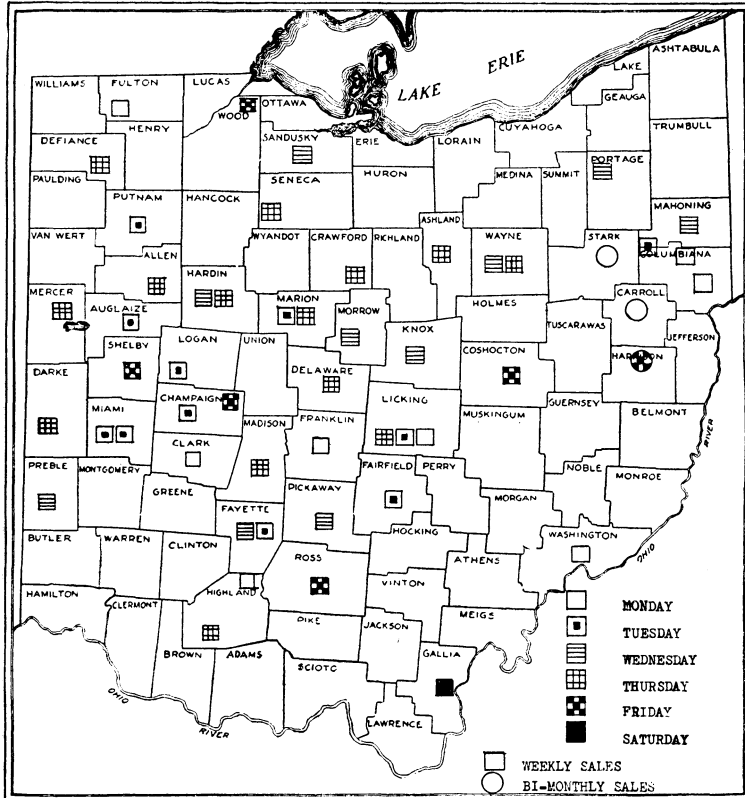 ASHTABULA
LAKE ERIE
LAKE
WILLIAMS FULTON LUCAS
GEAUGA
OTTAWA
WOOD
HENRY
CUYAHOGA
TRUMBULL
DEFIANCE
SANDUSKY
ERIE
LORAIN
PORTAGE
SENECA
HURON
MEDINA
SUMMIT
PAULDING
PUTNAM
HANCOCK
MAHONING
ASHLAND
VAN WERT
WYANDOT
CRAWFORD
RICHLAND
WAYNE
STARK
COLUMBIANA
ALLEN
HARDIN
MERCER
MARION
CARROLL
AUGLAIZE
MORROW
HOLMES
TUSCARAWAS
KNOX
JEFFERSON
LOGAN
UNION
SHELBY
COSHOCTON
HARRISON
DARKE
DELAWARE
CHAMPAIGN
LICKING
GUERNSEY
MIAMI
MUSKINGUM
BELMONT
MADISON
FRANKLIN
CLARK
RIVER
PREBLE
MONTGOMERY
FAIRFIELD
PERRY
NOBLE
MONROE
GREENE
PICKAWAY
MORGAN
FAYETTE
WASHINGTON
BUTLER
WARREN
CLINTON
HOCKING
OHIO
ROSS
ATHENS
HAMILTON
CLERMONT
HIGHLAND
VINTON
MONDAY
PIKE
JACKSON
MEIGS
TUESDAY
BROWN
ADAMS
SCIOTO
GALLIA
WEDNESDAY
THURSDAY
OHIO
FRIDAY
RIVER
LAWRENCE
SATURDAY
WEEKLY SALES
BI-MONTHLY SALES